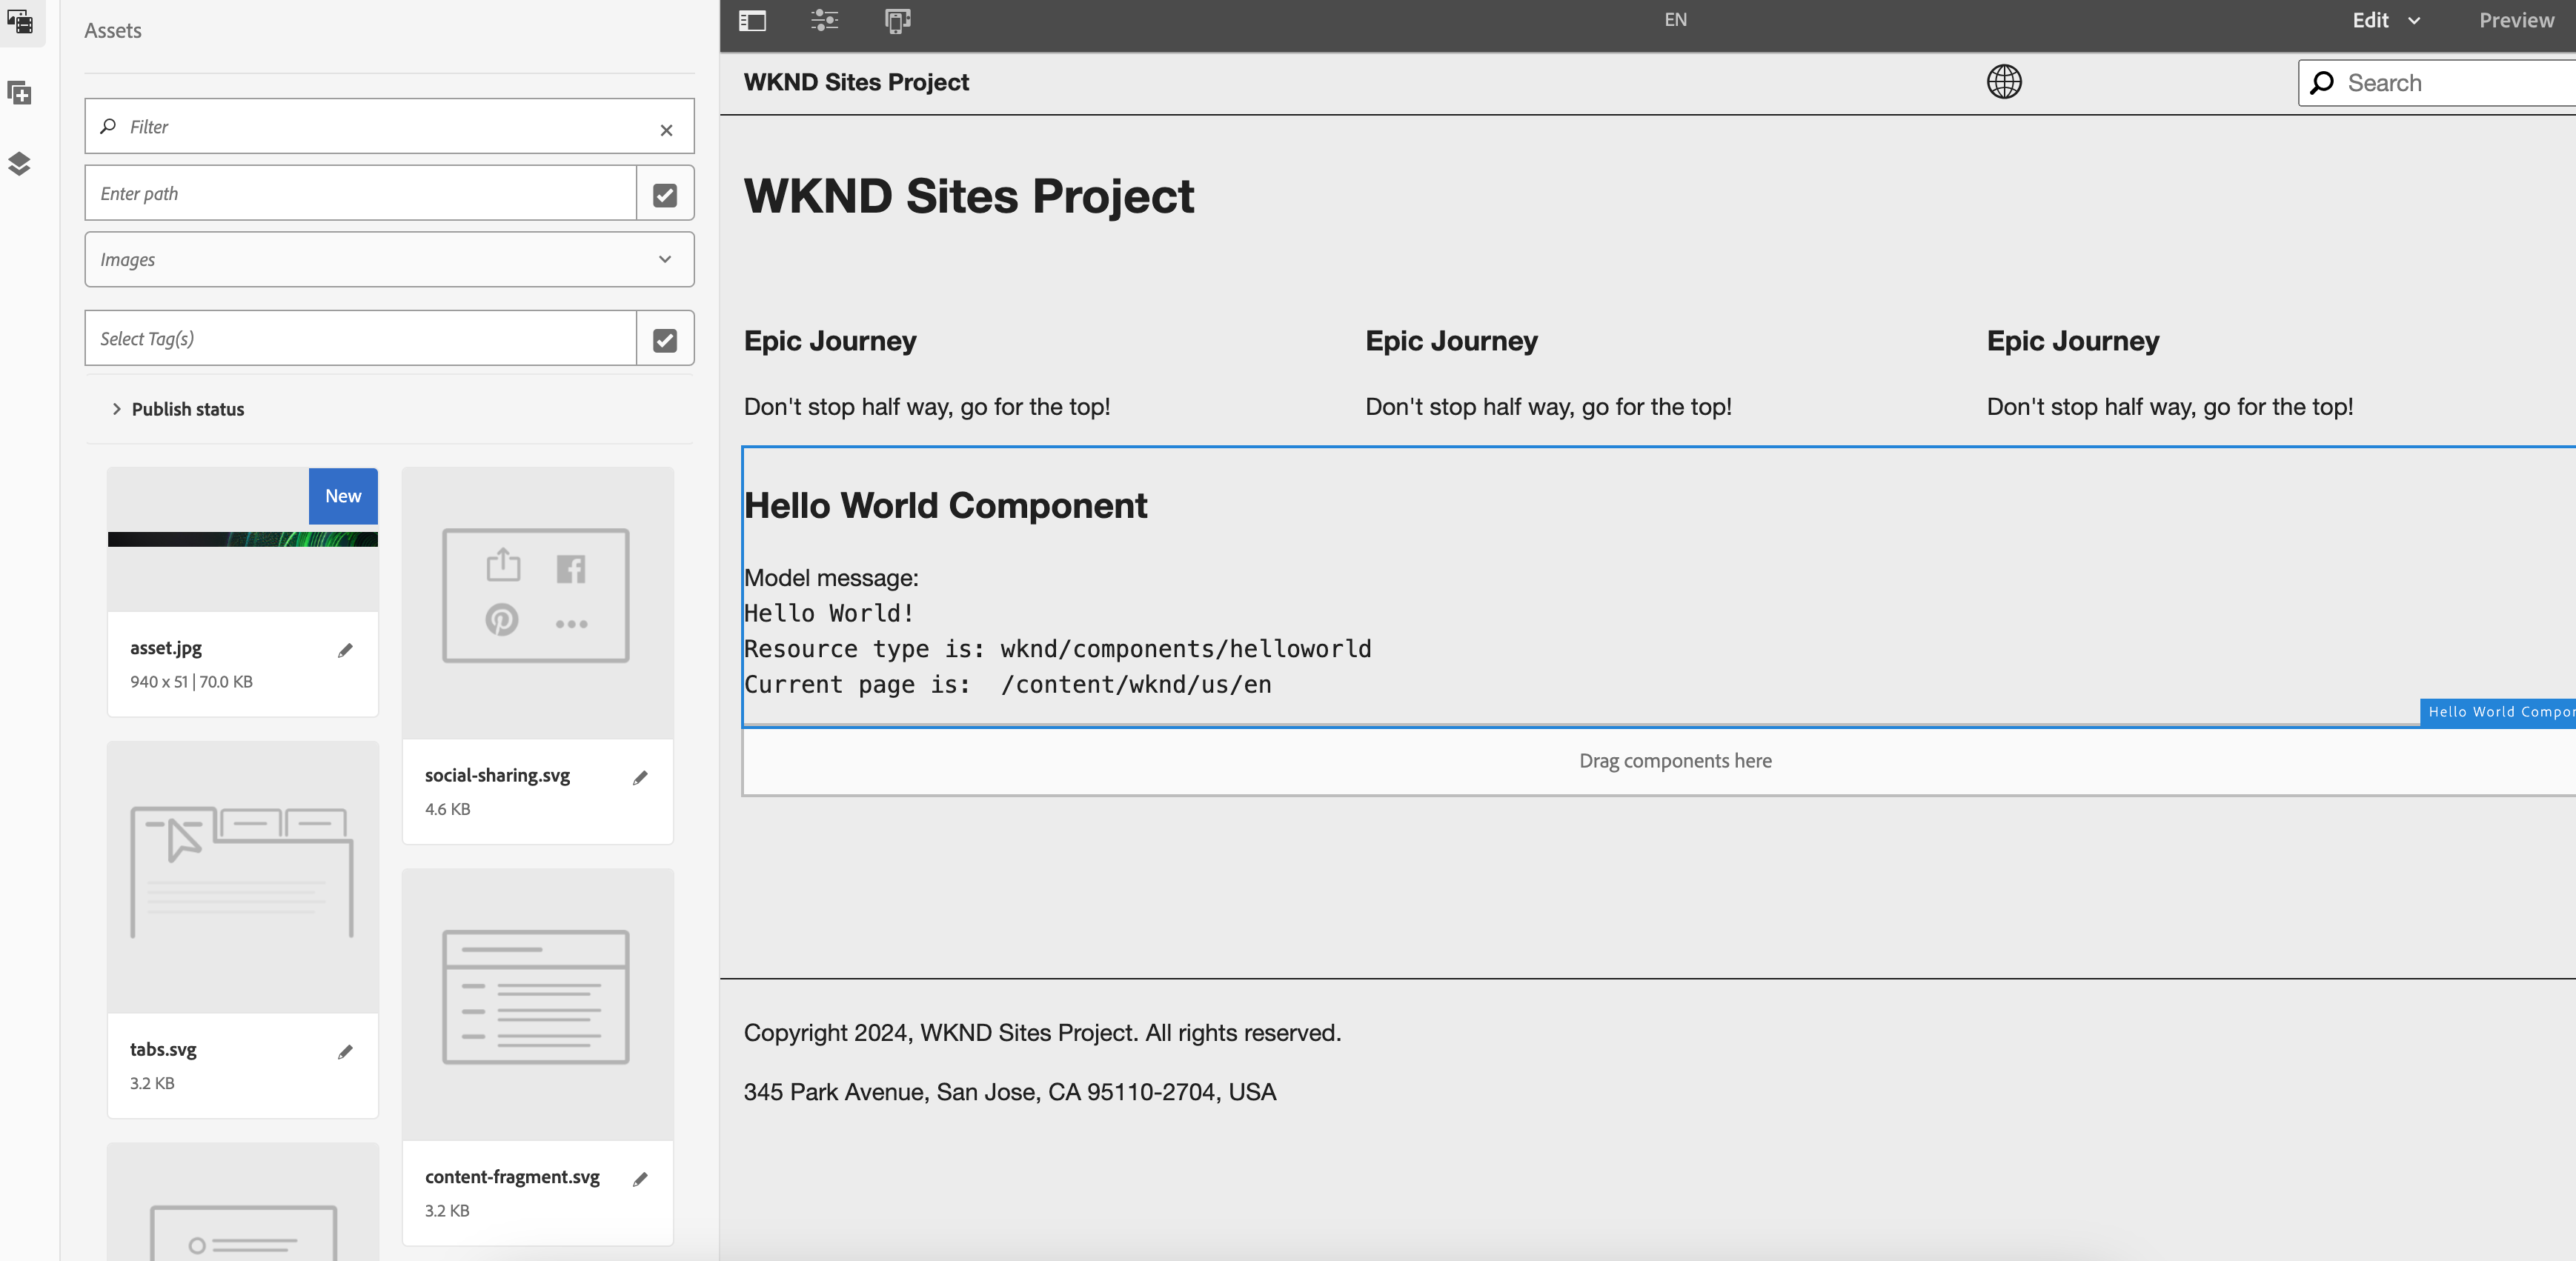 Assets
Filter
Enter path
Images
Select Tag(s)
Publish status
New
asset.jpg
940 x 51 | 70.0 KB
social-sharing.svg
4.6 KB
tabs.svg
3.2 KB
content-fragment.svg
3.2 KB
EN
Edit
Preview
WKND Sites Project
Search
WKND Sites Project
Epic Journey
Don't stop half way, go for the top!
Epic Journey
Don't stop half way, go for the top!
Epic Journey
Don't stop half way, go for the top!
Hello World Component
Model message:
Hello World!
Resource type is: wknd/components/helloworld
Current page is:  /content/wknd/us/en
Hello World
Drag components here
Copyright 2024, WKND Sites Project. All rights reserved.
345 Park Avenue, San Jose, CA 95110-2704, USA